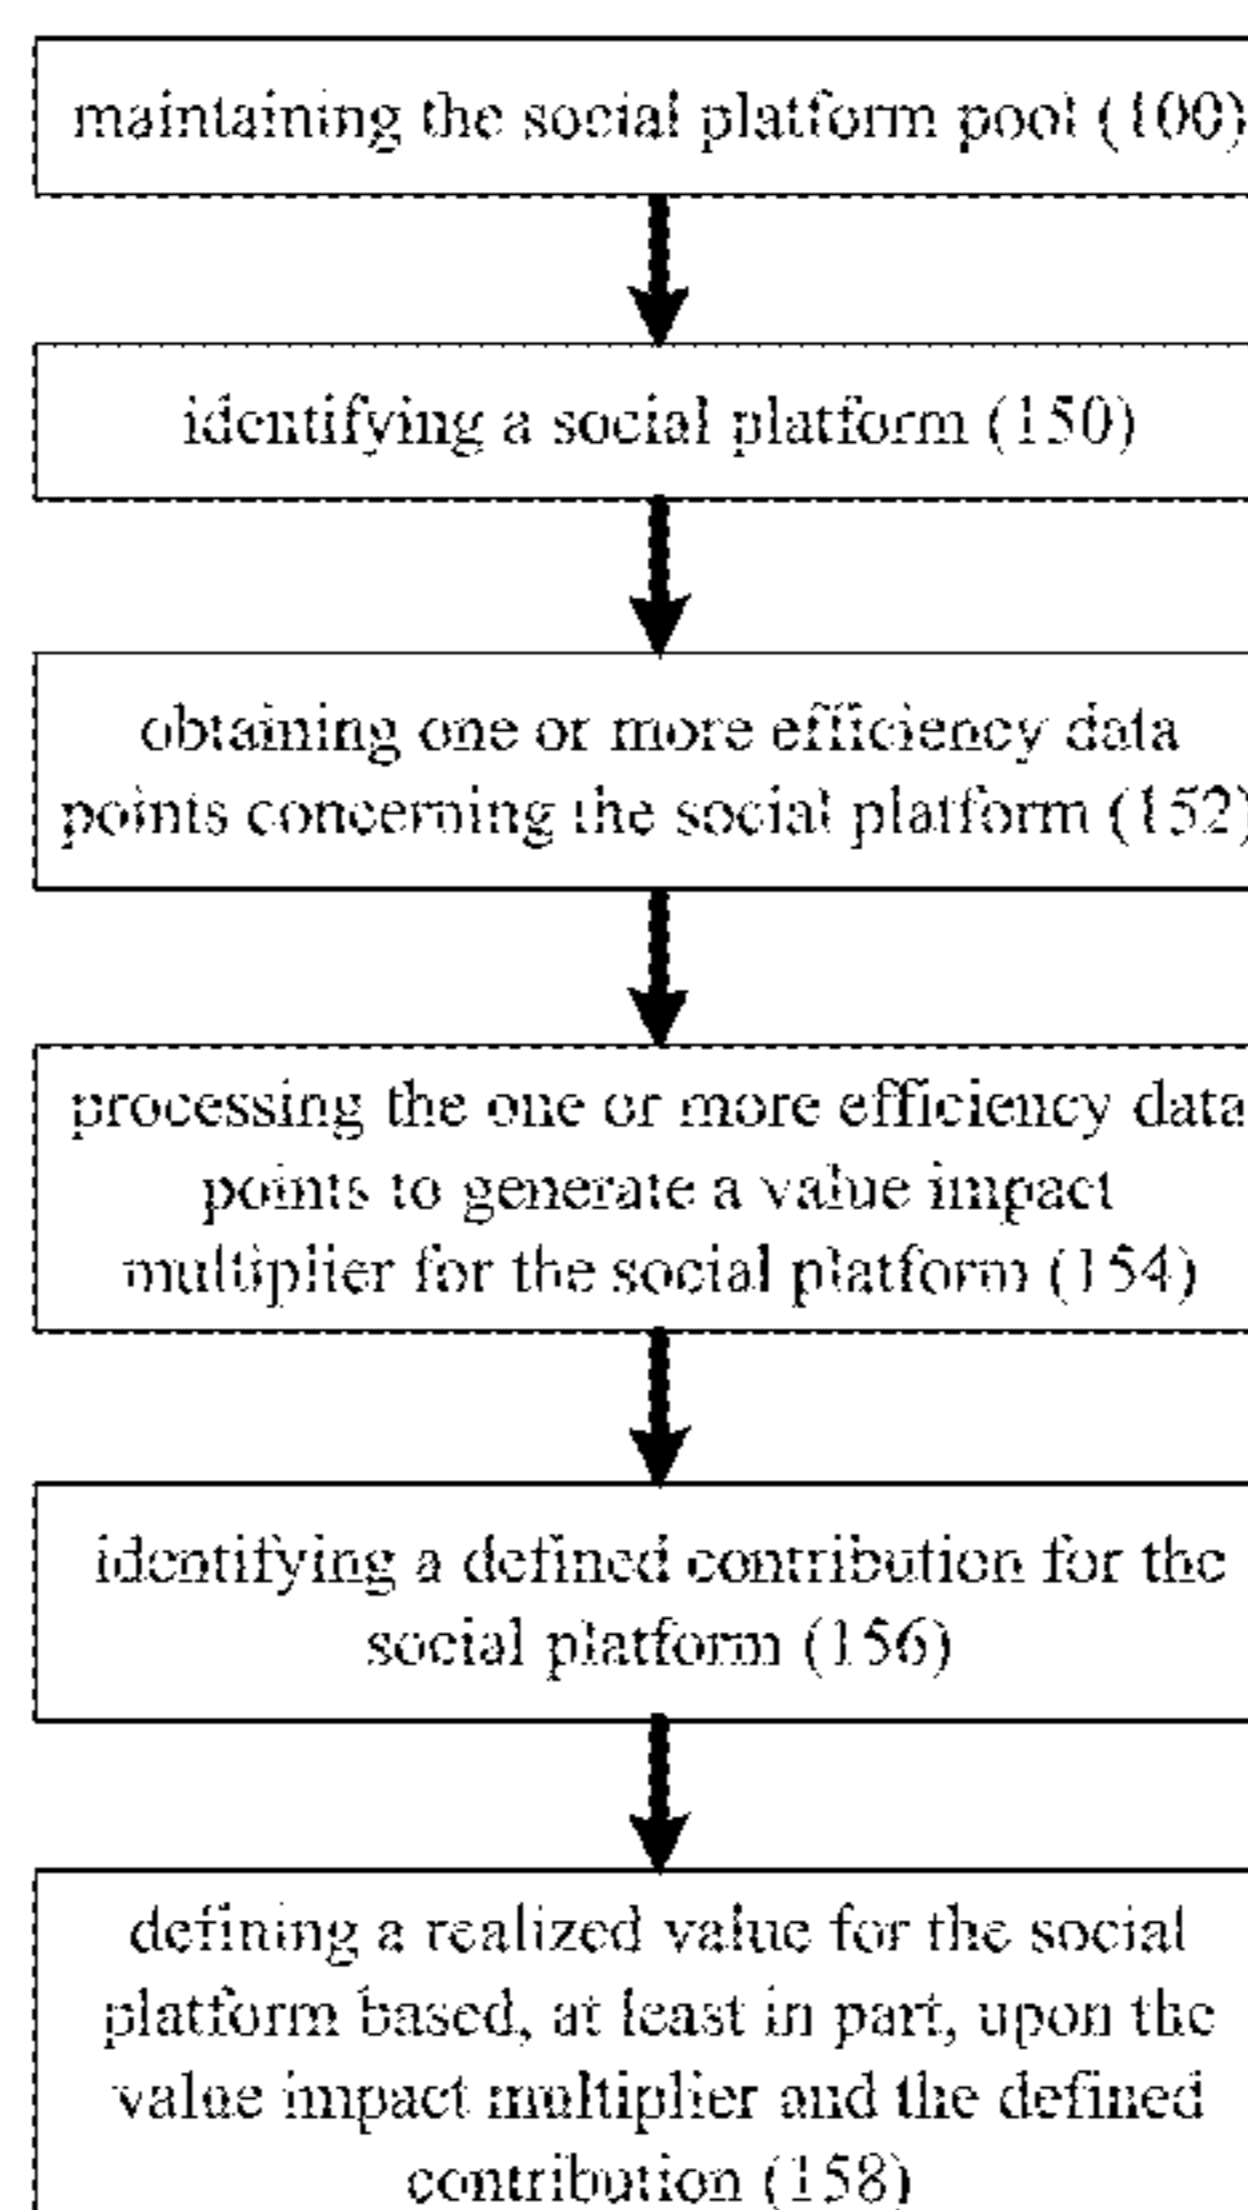 maintaining the social platform pool (100)
identifying a social platform (150)
obtaining one or more efficiency data
points concerning the social platform (152)
processing the one or more efficiency data
points to generate a value impact
multiplier for the social platform (154)
identifying a defined contribution for the
social platform (156)
defining a realized value for the social
platform based, at least in part, upon the
value impact multiplier and the defined
contribution (158)